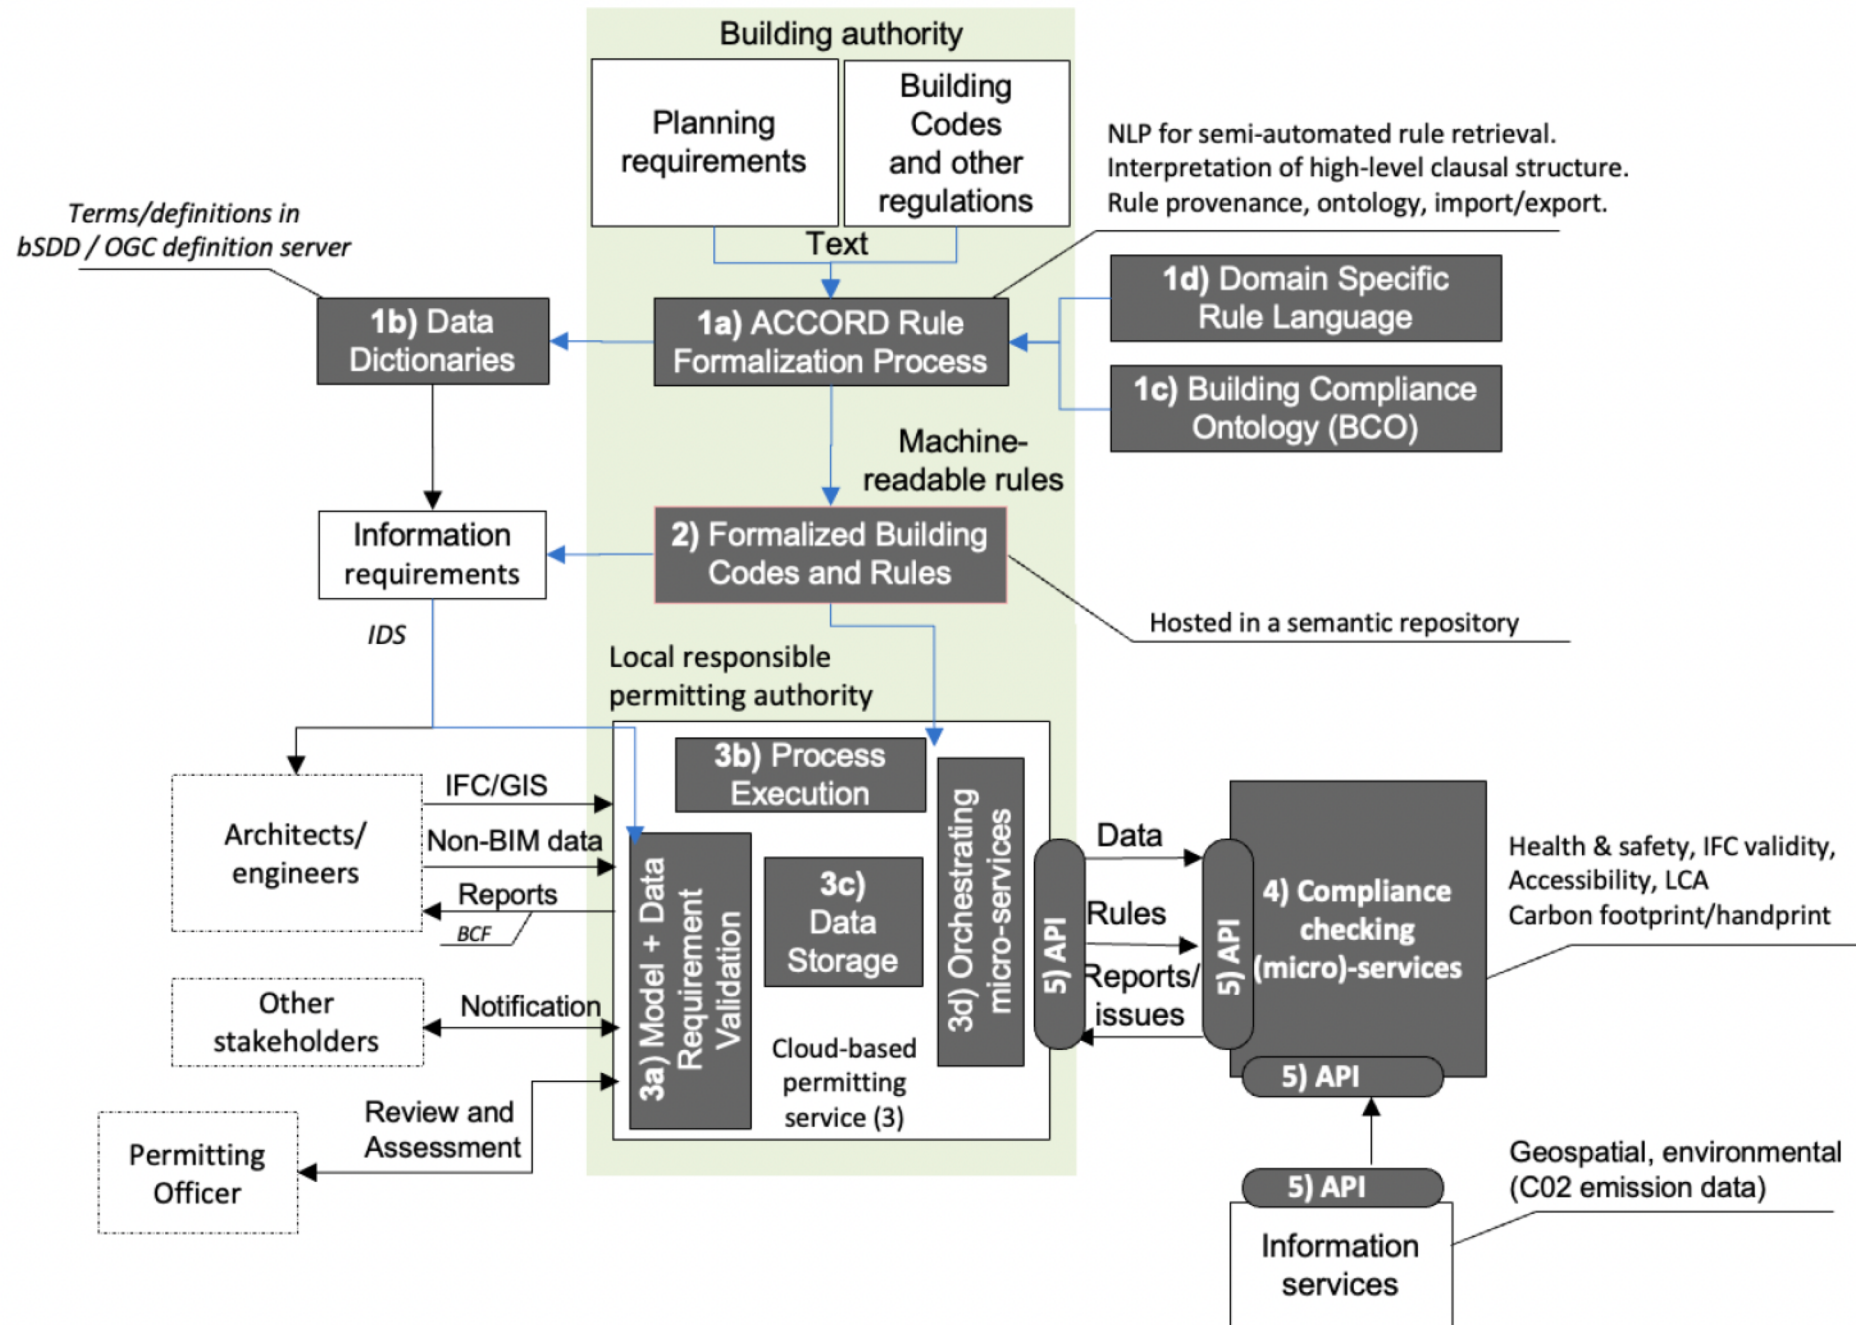 Building authority
Planning
requirements
Building
Codes
and other
regulations
Text
NLP for semi-automated rule retrieval.
Interpretation of high-level clausal structure.
Rule provenance, ontology, import/export.
Terms/definitions in
bSDD / OGC definition server
1b) Data
Dictionaries
1a) ACCORD Rule
Formalization Process
1d) Domain Specific
Rule Language
1c) Building Compliance
Ontology (BCO)
Machine-
readable rules
Information
requirements
2) Formalized Building
Codes and Rules
Hosted in a semantic repository
IDS
Local responsible
permitting authority
3b) Process
Execution
Architects/
engineers
IFC/GIS
Non-BIM data
Reports
BCF
3a) Model + Data
Requirement
Validation
3c)
Data
Storage
3d) Orchestrating
micro-services
Cloud-based
permitting
service (3)
5) API
Data
Rules
Reports/
issues
5) API
4) Compliance
checking
(micro)-services
Health & safety, IFC validity,
Accessibility, LCA
Carbon footprint/handprint
Other
stakeholders
Notification
Review and
Assessment
Permitting
Officer
5) API
5) API
Information
services
Geospatial, environmental
(C02 emission data)